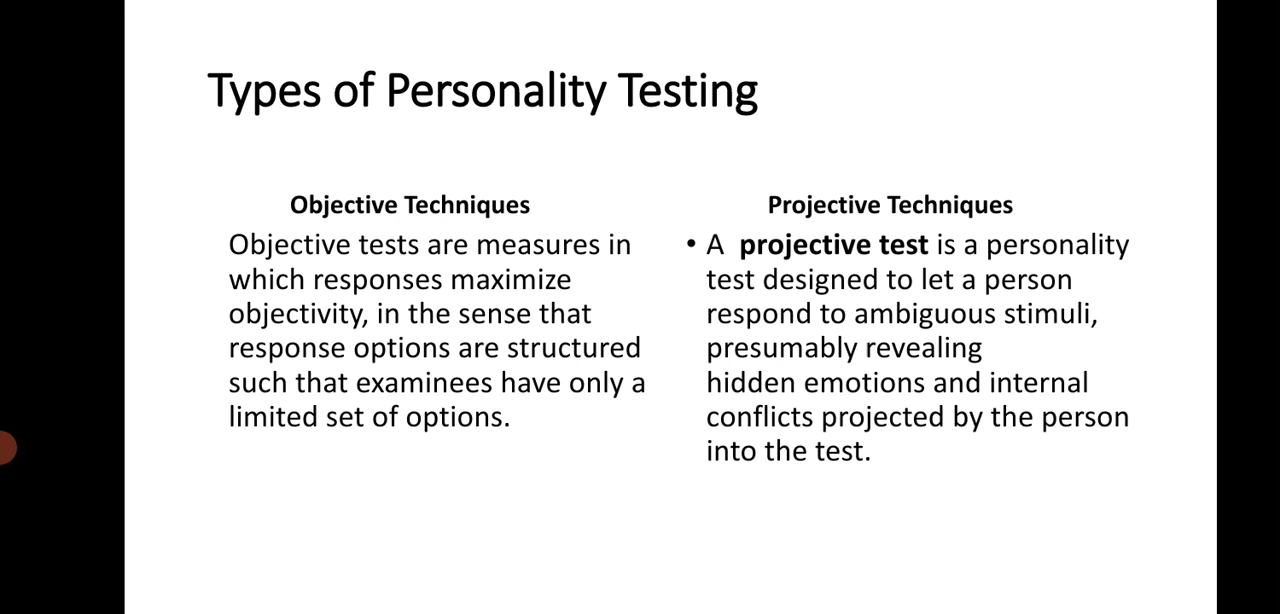 Types of Personality Testing
Objective Techniques
Objective tests are measures in
which responses maximize
objectivity, in the sense that
response options are structured
such that examinees have only a
limited set of options.
Projective Techniques
• A  projective test is a personality
test designed to let a person
respond to ambiguous stimuli,
presumably revealing
hidden emotions and internal
conflicts projected by the person
into the test.